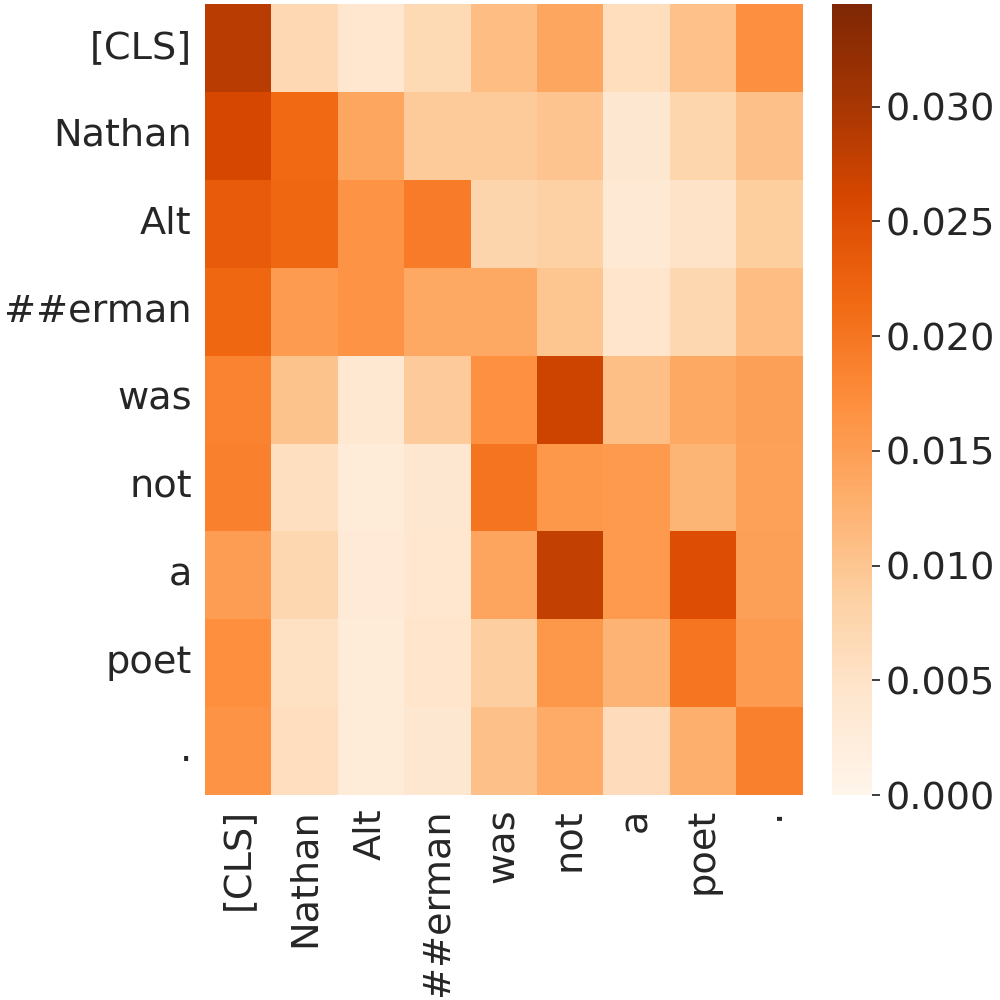 [CLS]
Nathan
Alt
##erman
was
not
a
poet
.
0.030
0.025
0.020
0.015
0.010
0.005
0.000
[CLS]
Nathan
Alt
##erman
was
not
a
poet
.